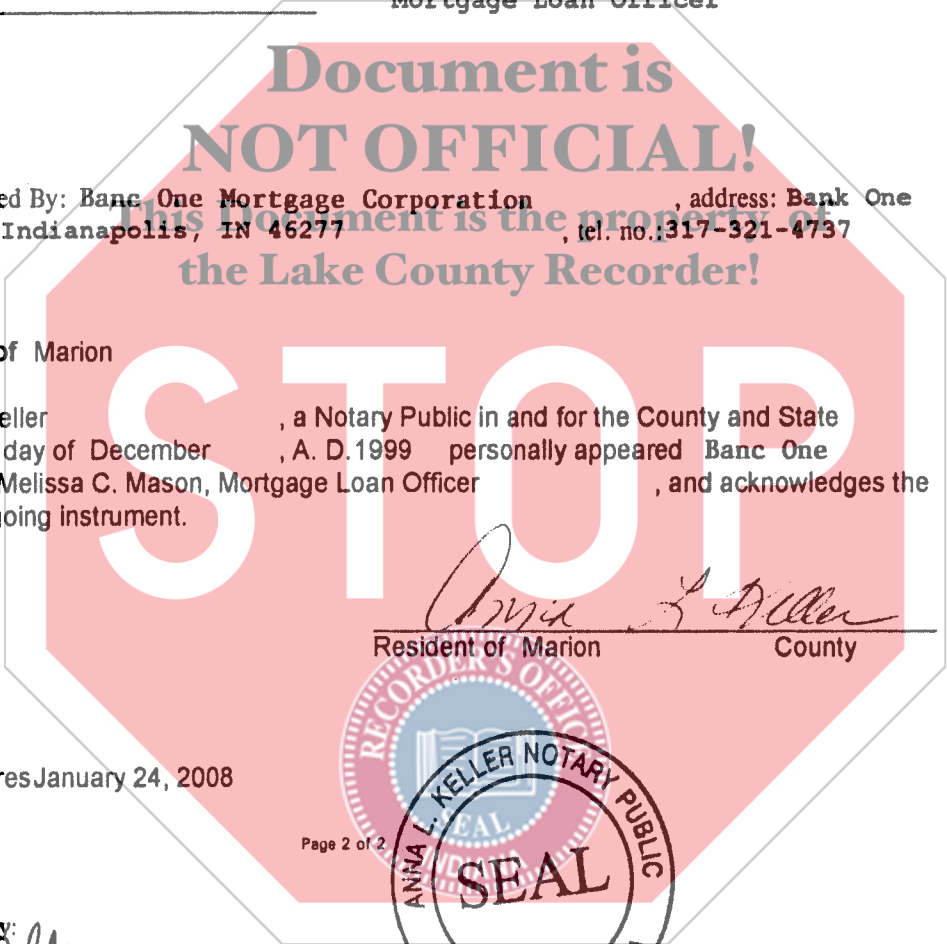 Mortgage Loan Officer
Document is
NOT OFFICIAL!
ed By: Banc One Mortgage Corporation , address: Bank One
This Document is the property of
Indianapolis, IN 46277 , tel. no.:317-321-4737
the Lake County Recorder!
of Marion
STOP
eller , a Notary Public in and for the County and State
day of December , A. D.1999 personally appeared Banc One
Melissa C. Mason, Mortgage Loan Officer , and acknowledges the
oing instrument.
Anna L Keller
Resident of Marion County
RECORDER'S OFFICE
SEAL
INDIANA
res January 24, 2008
ANNA L. KELLER NOTARY PUBLIC
SEAL
Page 2 of 2